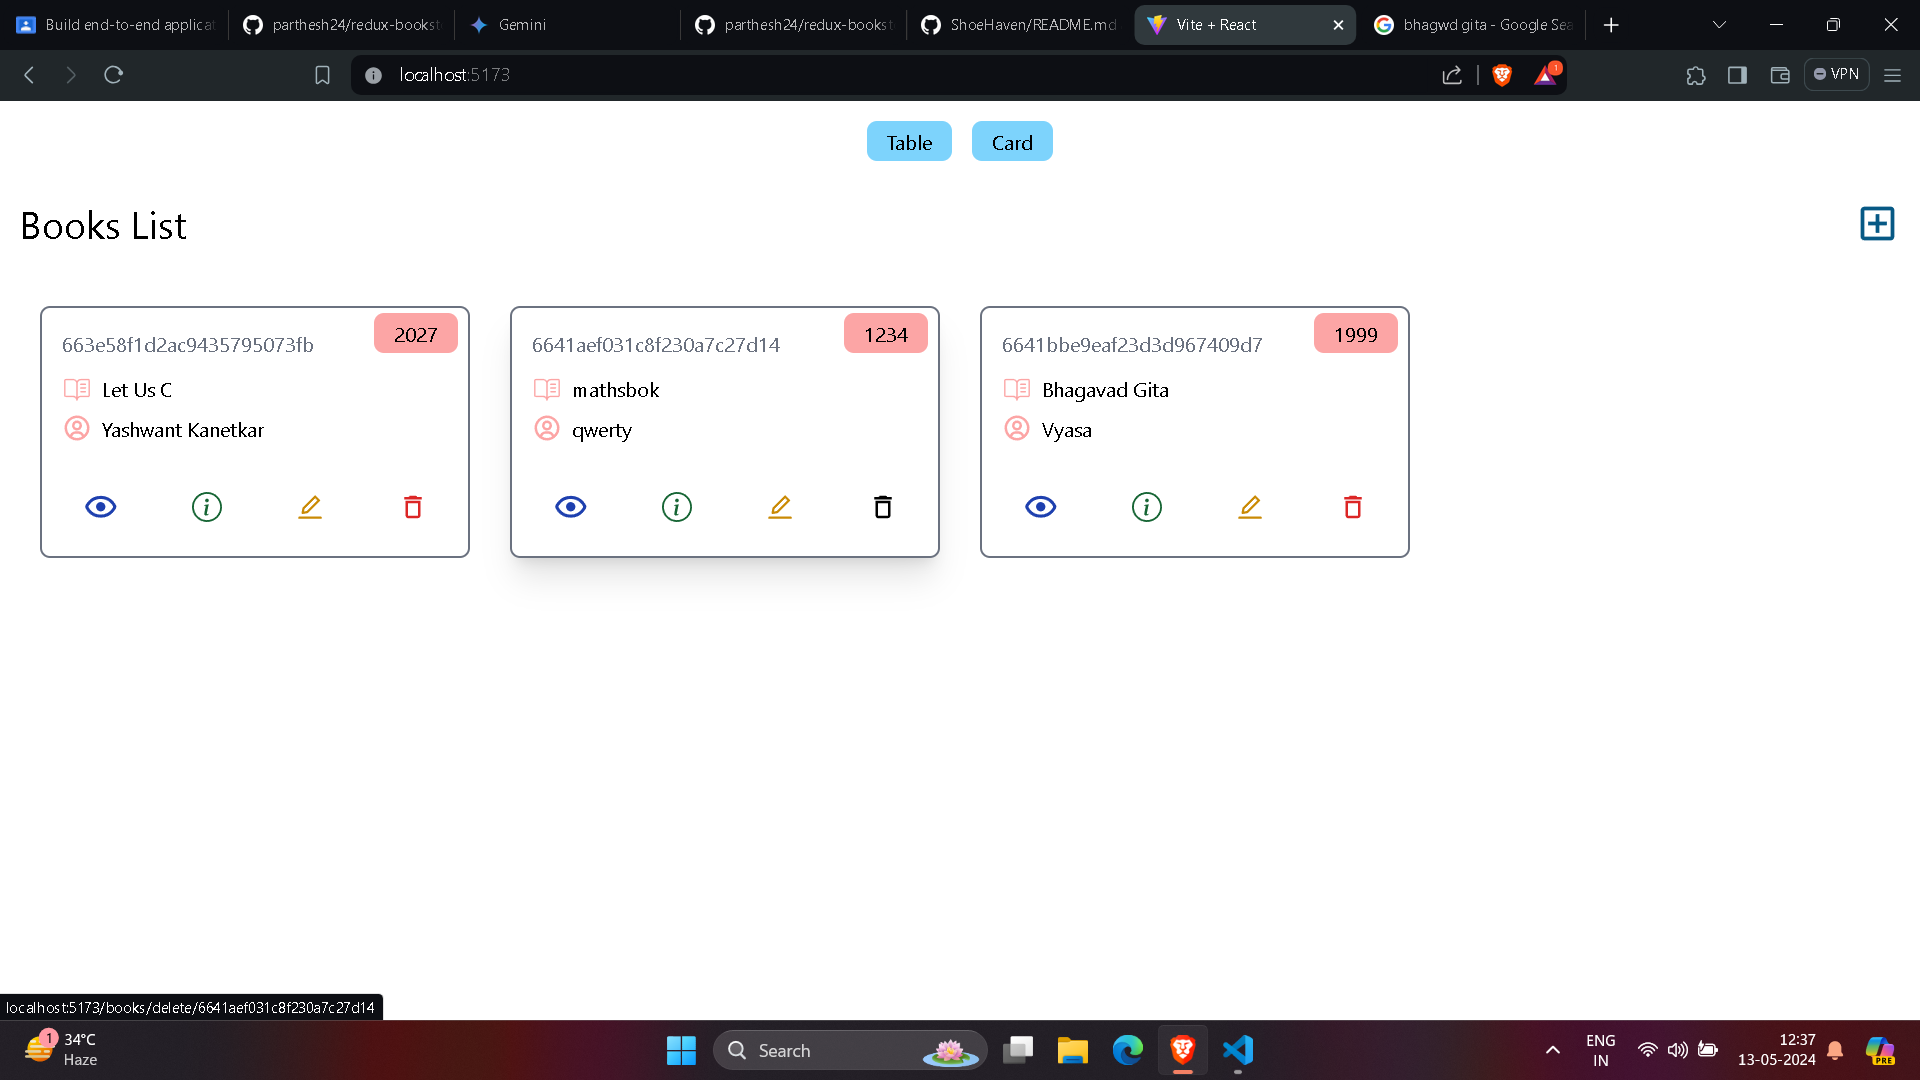 Build end-to-end applicat
parthesh24/redux-bookst
Gemini
parthesh24/redux-bookst
ShoeHaven/README.md
Vite + React
bhagwd gita - Google Sea
localhost:5173
1
VPN
Table
Card
Books List
663e58f1d2ac9435795073fb
2027
Let Us C
Yashwant Kanetkar
6641aef031c8f230a7c27d14
1234
mathsbok
qwerty
6641bbe9eaf23d3d967409d7
1999
Bhagavad Gita
Vyasa
localhost:5173/books/delete/6641aef031c8f230a7c27d14
1
34°C
Haze
Search
ENG
IN
12:37
13-05-2024
PRE